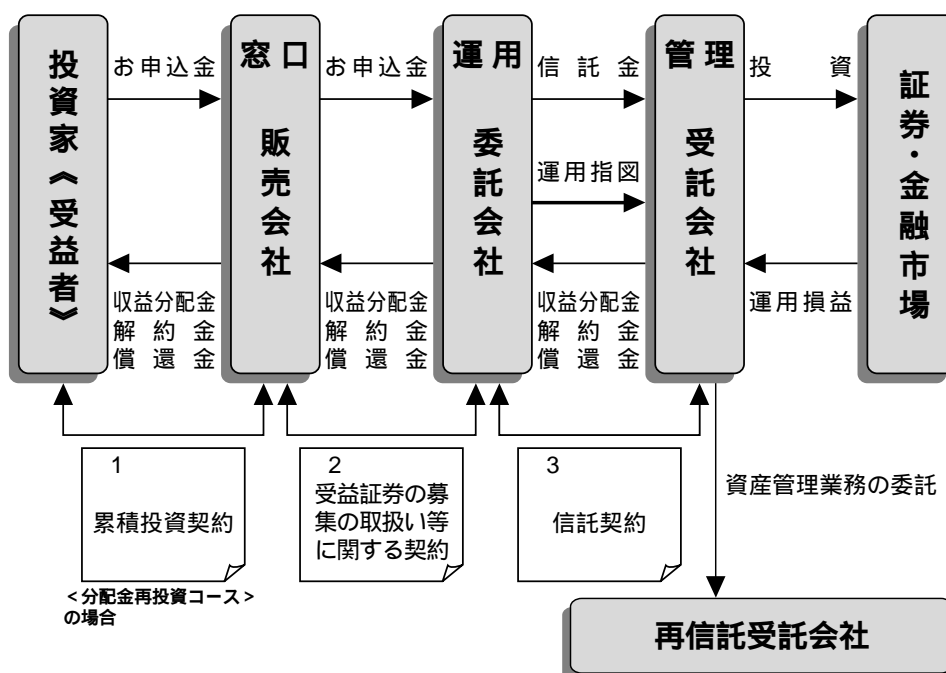 投資家《受益者》
お申込金
収益分配金
解約金
償還金
窓口
販売会社
お申込金
収益分配金
解約金
償還金
運用
委託会社
信託金
運用指図
収益分配金
解約金
償還金
管理
受託会社
投資
運用損益
証券・金融市場
1
累積投資契約
<分配金再投資コース>
の場合
2
受益証券の募
集の取扱い等
に関する契約
3
信託契約
資産管理業務の委託
再信託受託会社